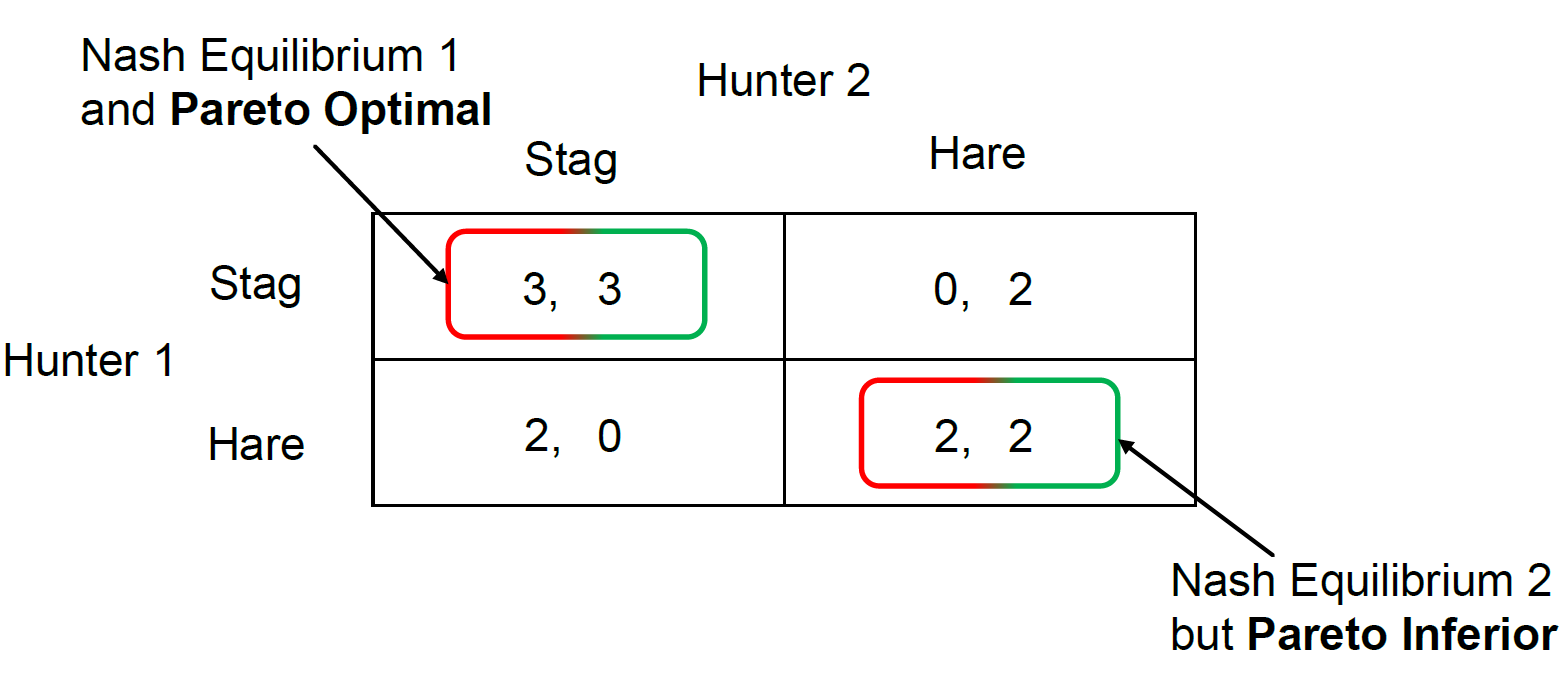 Nash Equilibrium 1
and Pareto Optimal
Hunter 2
Stag
Hare
Stag
3, 3
0, 2
Hunter 1
Hare
2, 0
2, 2
Nash Equilibrium 2
but Pareto Inferior